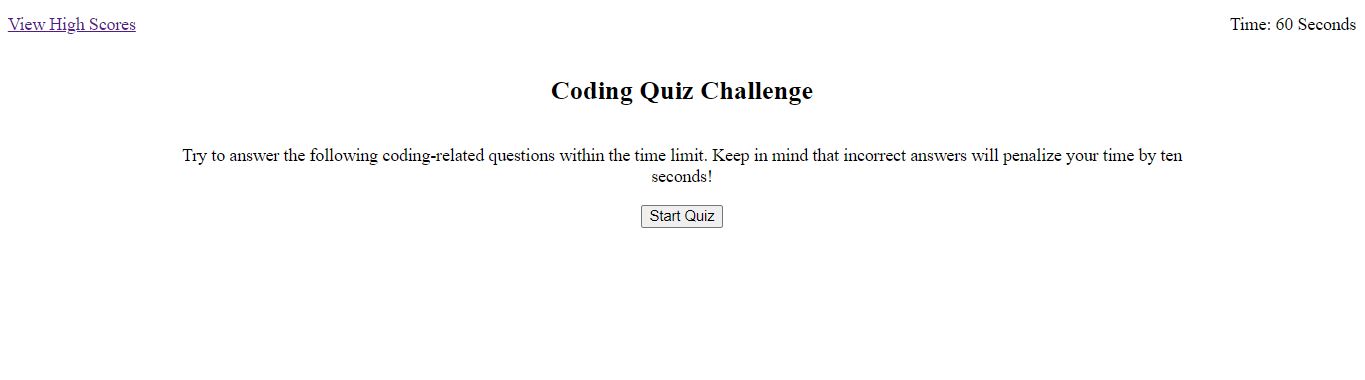 View High Scores
Time: 60 Seconds
Coding Quiz Challenge
Try to answer the following coding-related questions within the time limit. Keep in mind that incorrect answers will penalize your time by ten
seconds!
Start Quiz